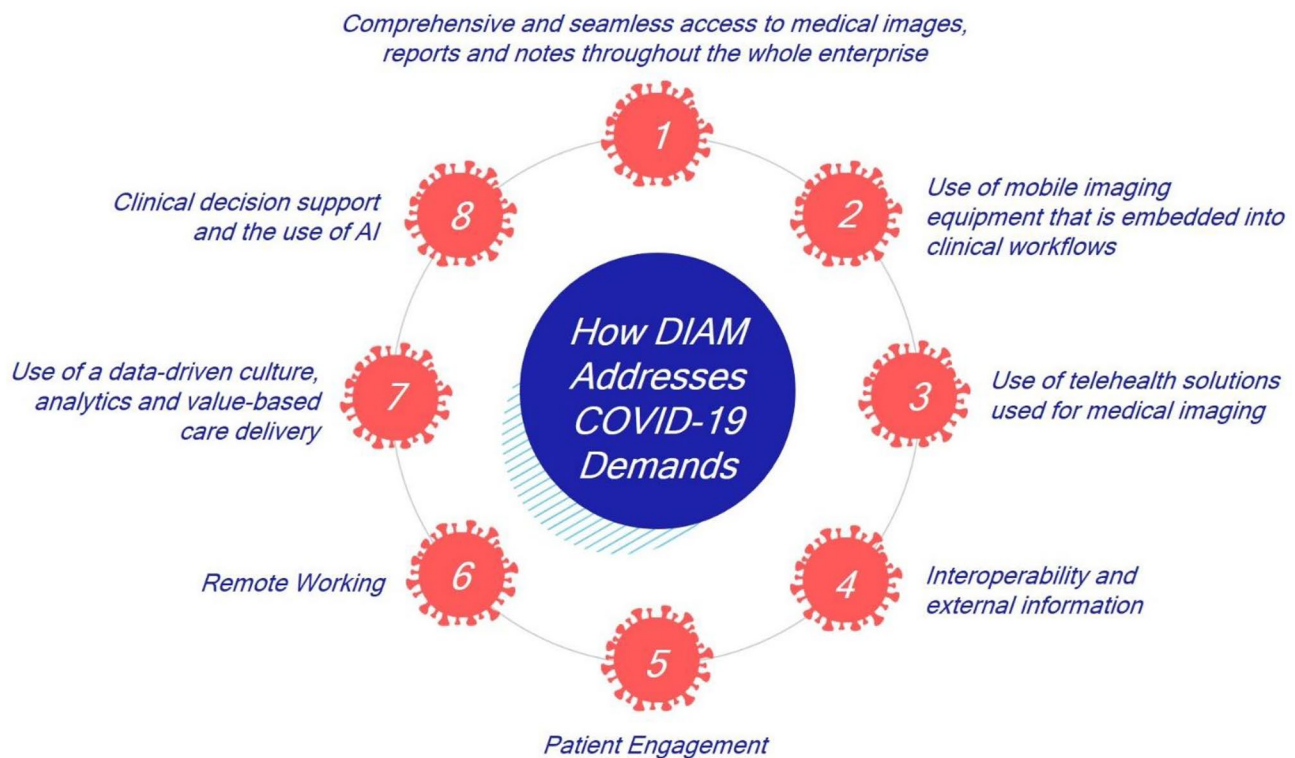 Comprehensive and seamless access to medical images,
reports and notes throughout the whole enterprise
1
Use of mobile imaging
equipment that is embedded into
clinical workflows
2
Use of telehealth solutions
used for medical imaging
3
Interoperability and
external information
4
5
Patient Engagement
6
Remote Working
7
Use of a data-driven culture,
analytics and value-based
care delivery
8
Clinical decision support
and the use of AI
How DIAM
Addresses
COVID-19
Demands